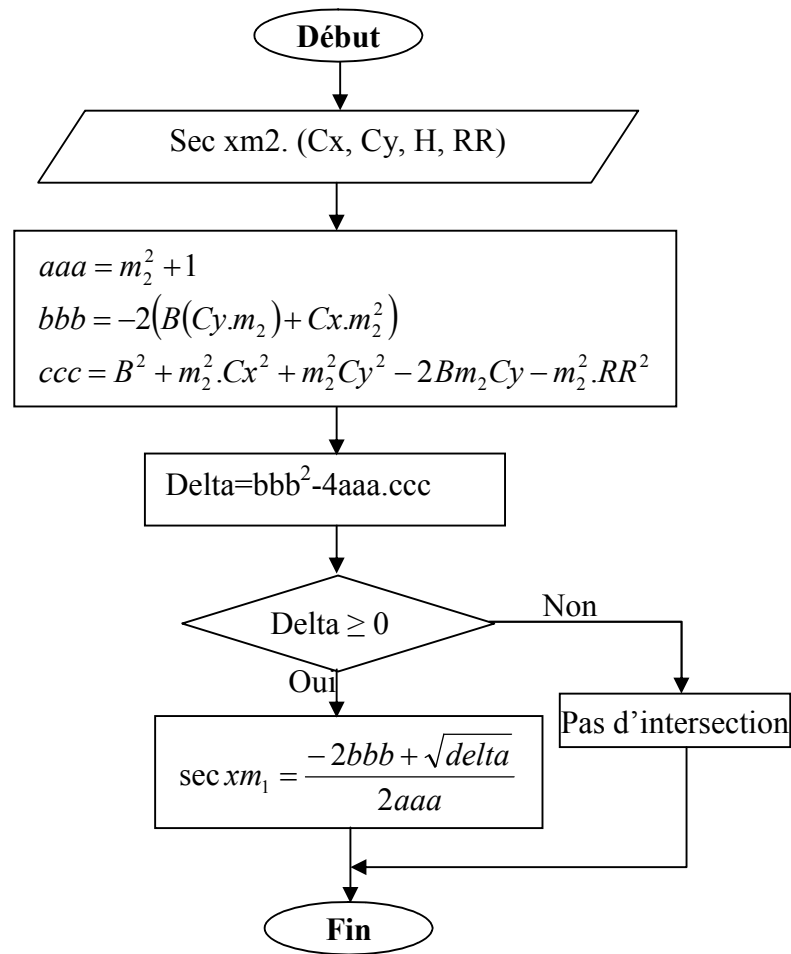 Début
Sec xm2. (Cx, Cy, H, RR)
aaa = m₂² + 1
bbb = −2(B(Cy.m₂) + Cx.m₂²)
ccc = B² + m₂².Cx² + m₂²Cy² − 2Bm₂Cy − m₂².RR²
Delta=bbb²-4aaa.ccc
Delta ≥ 0
Non
Oui
Pas d’intersection
sec xm₁ = (−2bbb + √delta) / 2aaa
Fin